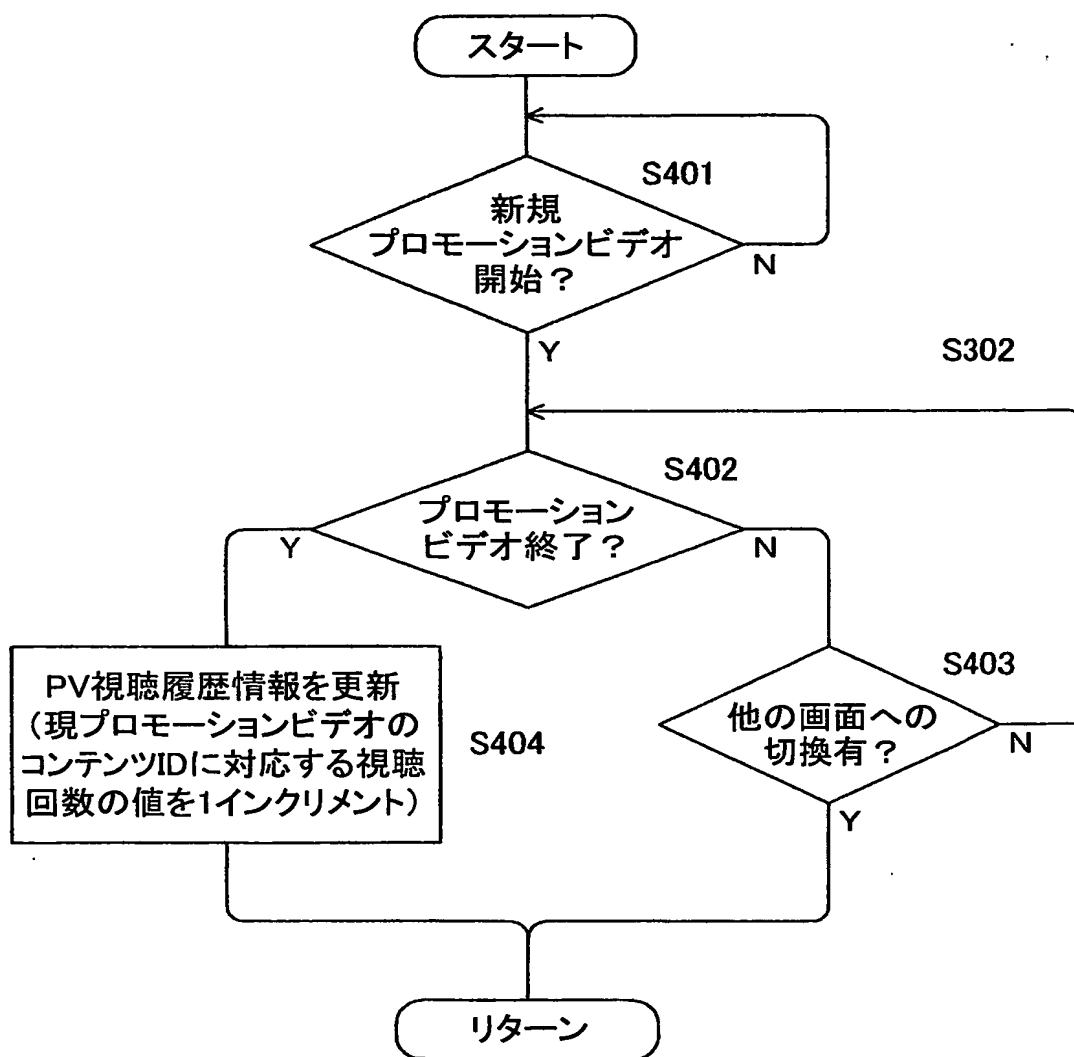 スタート
S401
新規
プロモーションビデオ
開始？
N
Y
S302
S402
プロモーション
ビデオ終了？
Y
N
S403
PV視聴履歴情報を更新
（現プロモーションビデオの
コンテンツIDに対応する視聴
回数の値を1インクリメント）
S404
他の画面への
切換有？
N
Y
リターン